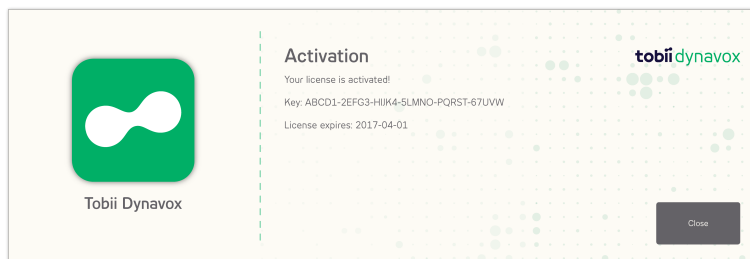 Activation
tobii dynavox
Your license is activated!
Key: ABCD1-2EFG3-HIJK4-5LMNO-PQRST-67UVW
License expires: 2017-04-01
Tobii Dynavox
Close